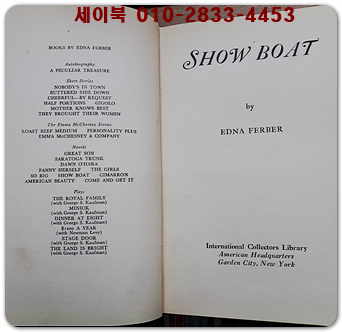 세이북 010-2833-4453
BOOKS BY EDNA FERBER
Autobiography
A PECULIAR TREASURE
Short Stories
NOBODY'S IN TOWN
BUTTERED SIDE DOWN
CHEERFUL—BY REQUEST
HALF PORTIONS GIGOLO
MOTHER KNOWS BEST
THEY BROUGHT THEIR WOMEN
The Emma McChesney Stories
ROAST BEEF MEDIUM PERSONALITY PLUS
EMMA McCHESNEY & COMPANY
Novels
GREAT SON
SARATOGA TRUNK
DAWN O'HARA
FANNY HERSELF THE GIRLS
SO BIG SHOW BOAT CIMARRON
AMERICAN BEAUTY COME AND GET IT
Plays
THE ROYAL FAMILY
(with George S. Kaufman)
MINICK
(with George S. Kaufman)
DINNER AT EIGHT
(with George S. Kaufman)
$1200 A YEAR
(with Newman Levy)
STAGE DOOR
(with George S. Kaufman)
THE LAND IS BRIGHT
(with George S. Kaufman)
SHOW BOAT
by
EDNA FERBER
International Collectors Library
American Headquarters
Garden City, New York